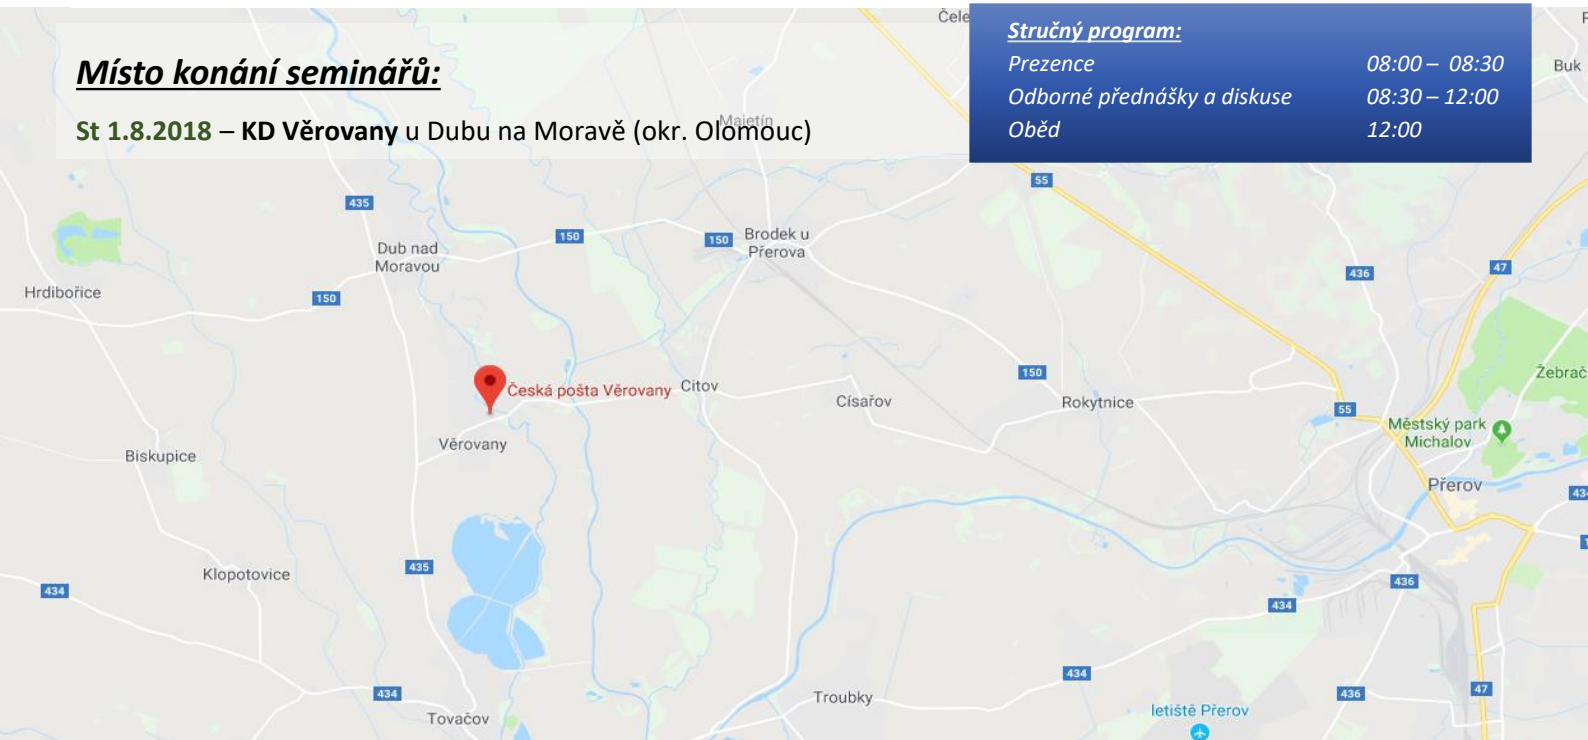 Místo konání seminářů:
St 1.8.2018 – KD Věrovany u Dubu na Moravě (okr. Olomouc)
Stručný program:
Prezence 08:00 – 08:30
Odborné přednášky a diskuse 08:30 – 12:00
Oběd 12:00
Čele
Buk
Majetín
55
435
150
150
Brodek u
Přerova
Dub nad
Moravou
436
47
Hrdibořice
150
Česká pošta Věrovany
Citov
Císařov
150
Rokytnice
Žebrač
55
Městský park
Michalov
Věrovany
Biskupice
Přerov
434
Klopotovice
435
434
436
434
434
Tovačov
Troubky
434
letiště Přerov
436
47